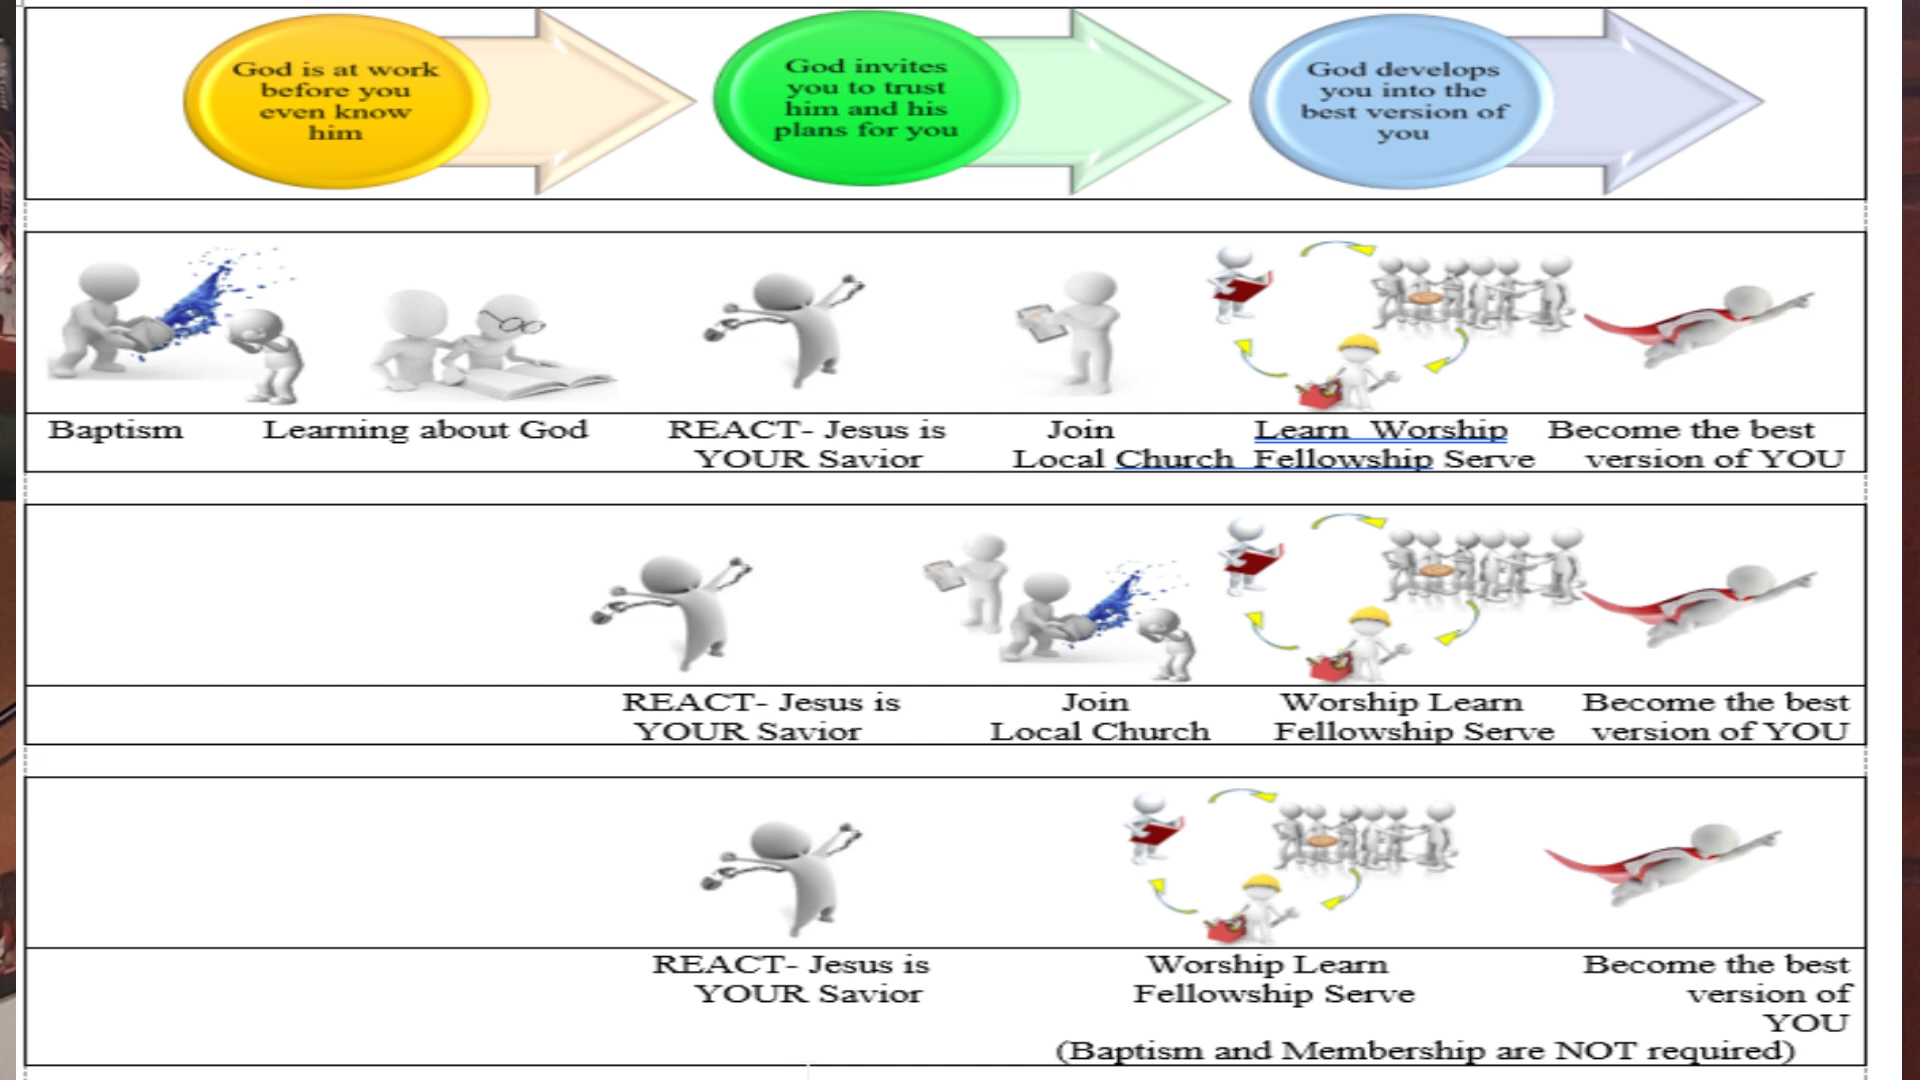 God is at work
before you
even know
him
God invites
you to trust
him and his
plans for you
God develops
you into the
best version of
you
Baptism Learning about God REACT- Jesus is Join Learn Worship Become the best
YOUR Savior Local Church Fellowship Serve version of YOU
REACT- Jesus is Join Worship Learn Become the best
YOUR Savior Local Church Fellowship Serve version of YOU
REACT- Jesus is Worship Learn Become the best
YOUR Savior Fellowship Serve version of
YOU
(Baptism and Membership are NOT required)